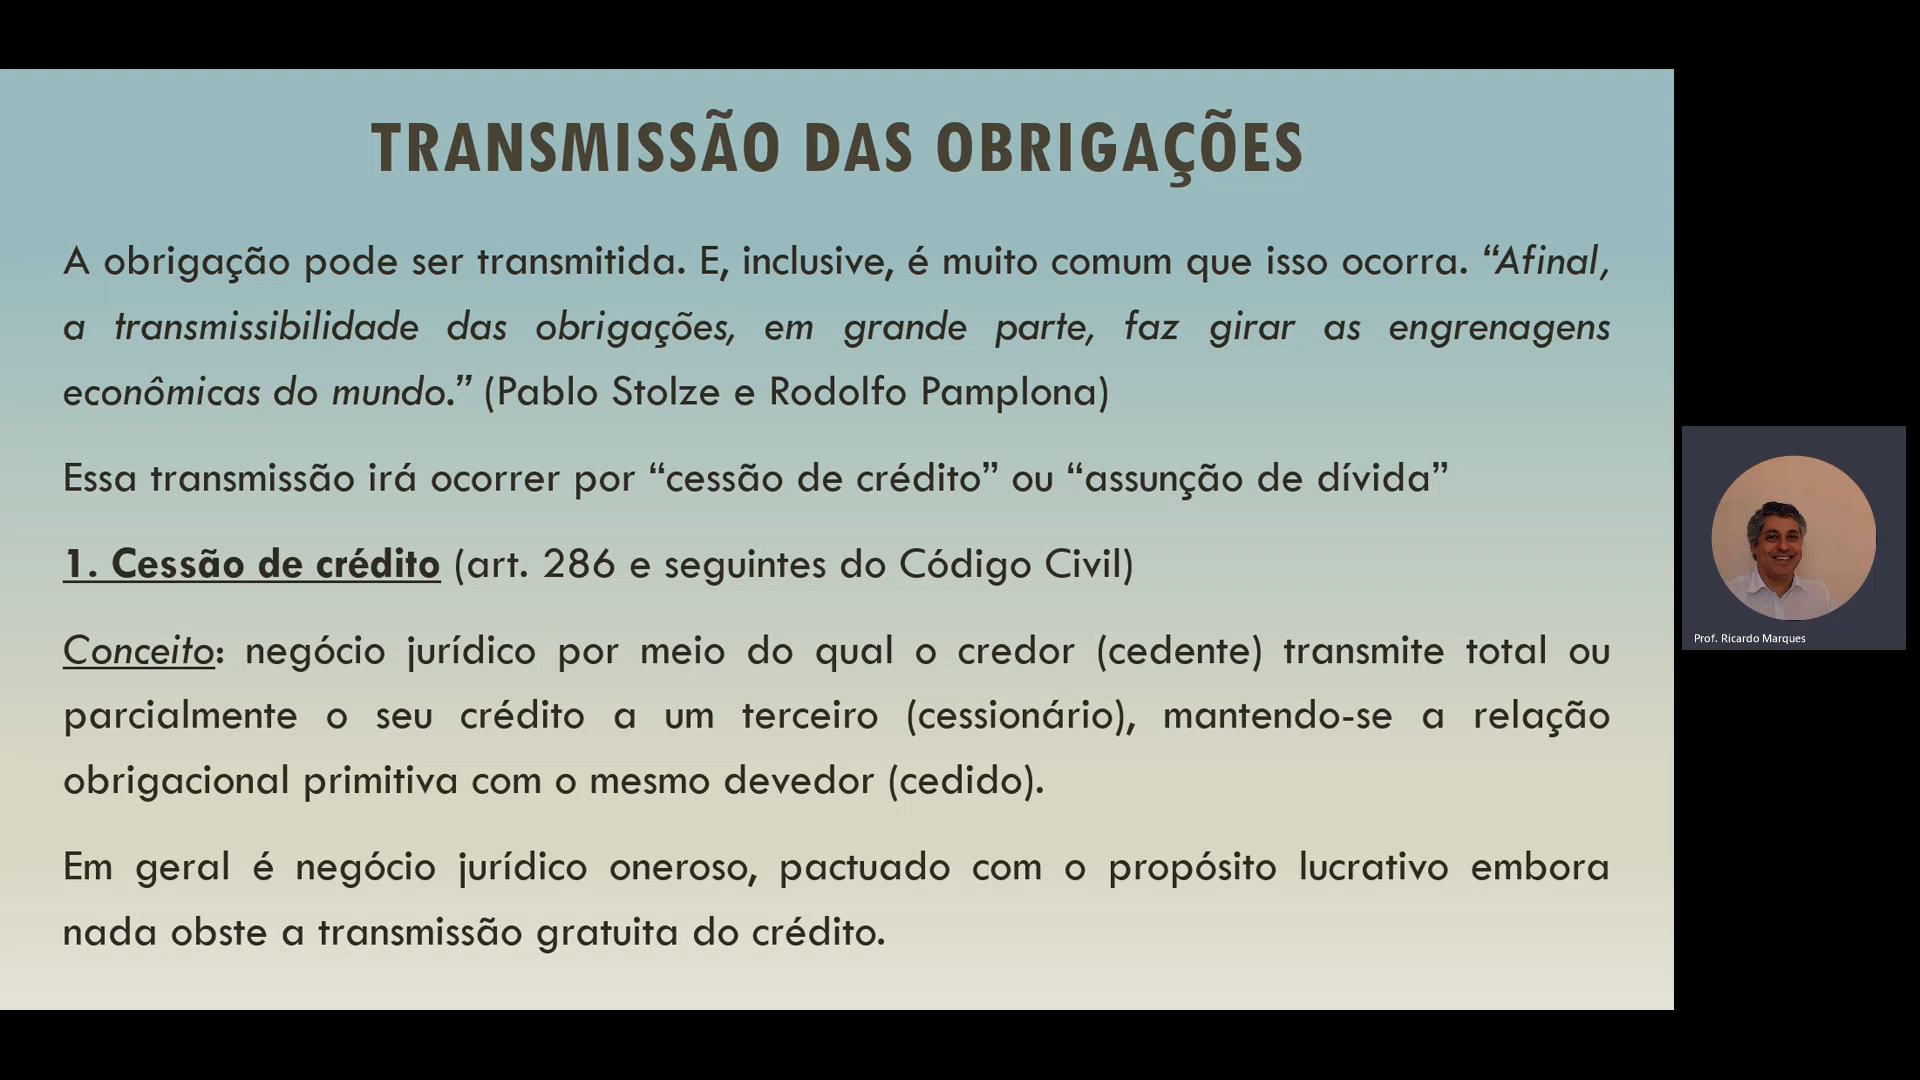 TRANSMISSÃO DAS OBRIGAÇÕES
A obrigação pode ser transmitida. E, inclusive, é muito comum que isso ocorra. “Afinal,
a transmissibilidade das obrigações, em grande parte, faz girar as engrenagens
econômicas do mundo.” (Pablo Stolze e Rodolfo Pamplona)
Essa transmissão irá ocorrer por “cessão de crédito” ou “assunção de dívida”
1. Cessão de crédito (art. 286 e seguintes do Código Civil)
Conceito: negócio jurídico por meio do qual o credor (cedente) transmite total ou
parcialmente o seu crédito a um terceiro (cessionário), mantendo-se a relação
obrigacional primitiva com o mesmo devedor (cedido).
Em geral é negócio jurídico oneroso, pactuado com o propósito lucrativo embora
nada obste a transmissão gratuita do crédito.
Prof. Ricardo Marques